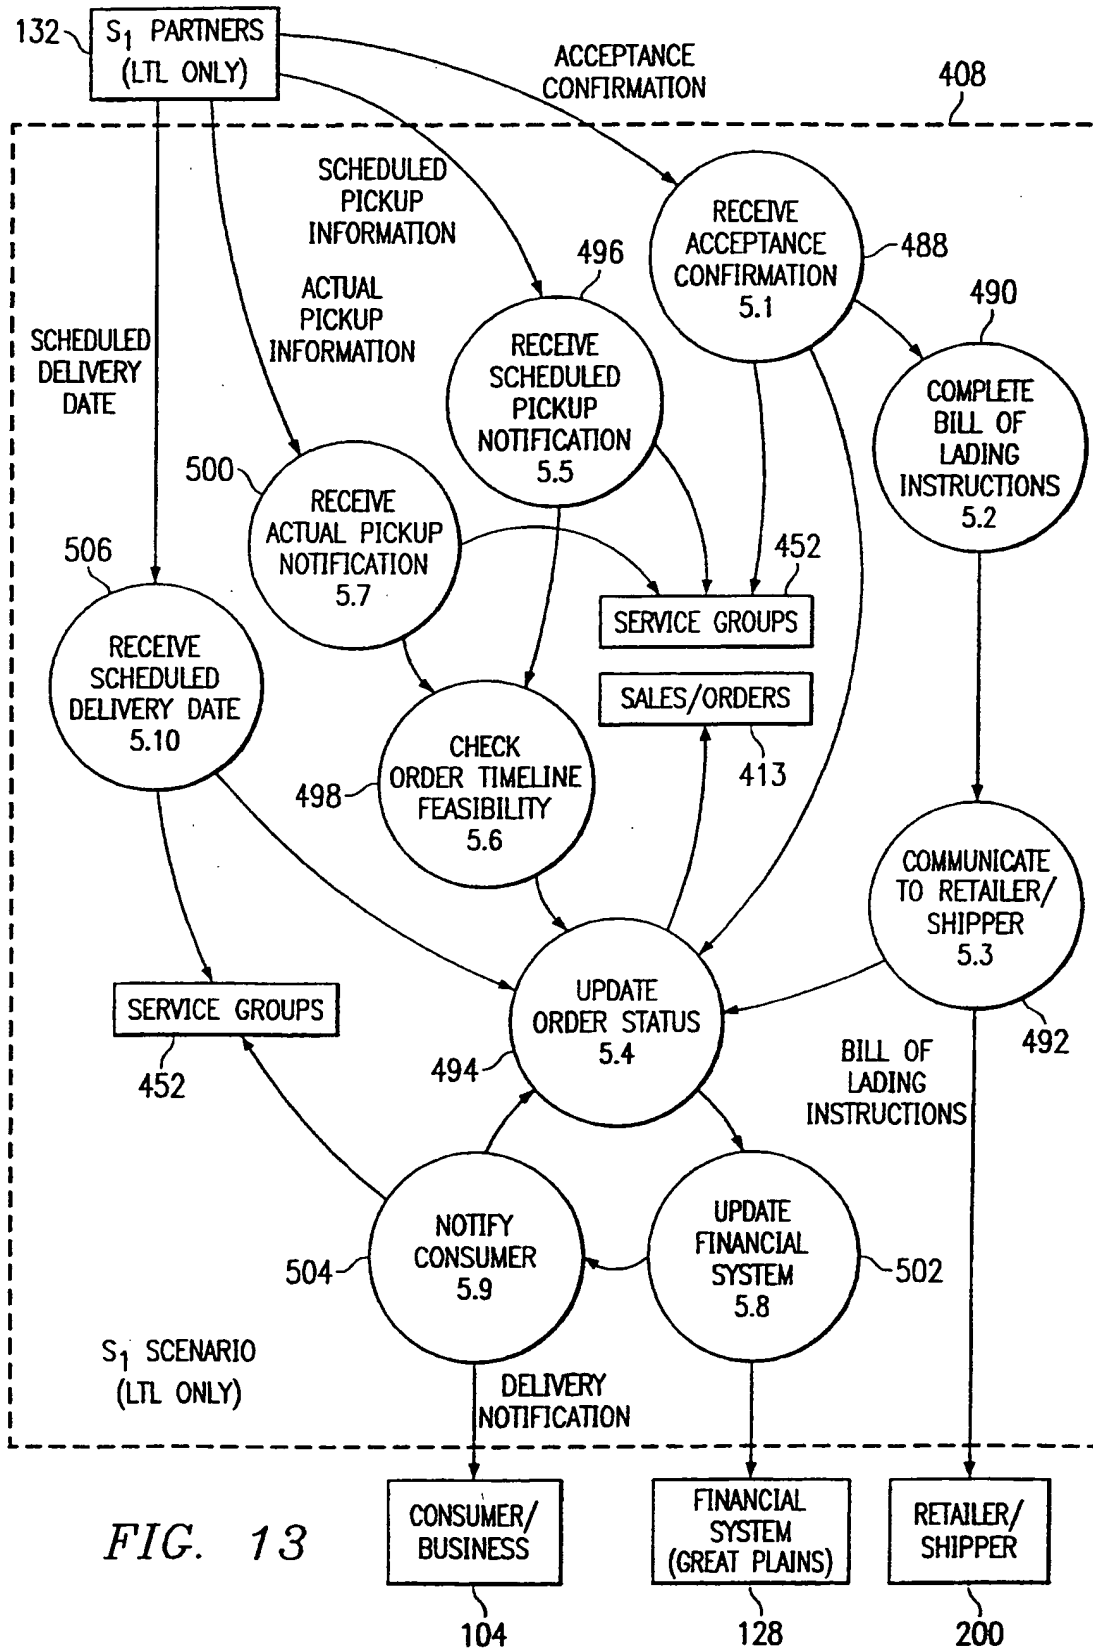 132
S1 PARTNERS
(LTL ONLY)
ACCEPTANCE
CONFIRMATION
408
SCHEDULED
PICKUP
INFORMATION
RECEIVE
ACCEPTANCE
CONFIRMATION
5.1
488
496
ACTUAL
PICKUP
INFORMATION
490
SCHEDULED
DELIVERY
DATE
RECEIVE
SCHEDULED
PICKUP
NOTIFICATION
5.5
COMPLETE
BILL OF
LADING
INSTRUCTIONS
5.2
500
RECEIVE
ACTUAL PICKUP
NOTIFICATION
5.7
506
452
SERVICE GROUPS
RECEIVE
SCHEDULED
DELIVERY DATE
5.10
SALES/ORDERS
413
CHECK
ORDER TIMELINE
FEASIBILITY
5.6
498
COMMUNICATE
TO RETAILER/
SHIPPER
5.3
492
SERVICE GROUPS
452
UPDATE
ORDER STATUS
5.4
494
BILL OF
LADING
INSTRUCTIONS
NOTIFY
CONSUMER
5.9
504
UPDATE
FINANCIAL
SYSTEM
5.8
502
S1 SCENARIO
(LTL ONLY)
DELIVERY
NOTIFICATION
FIG. 13
CONSUMER/
BUSINESS
104
FINANCIAL
SYSTEM
(GREAT PLAINS)
128
RETAILER/
SHIPPER
200